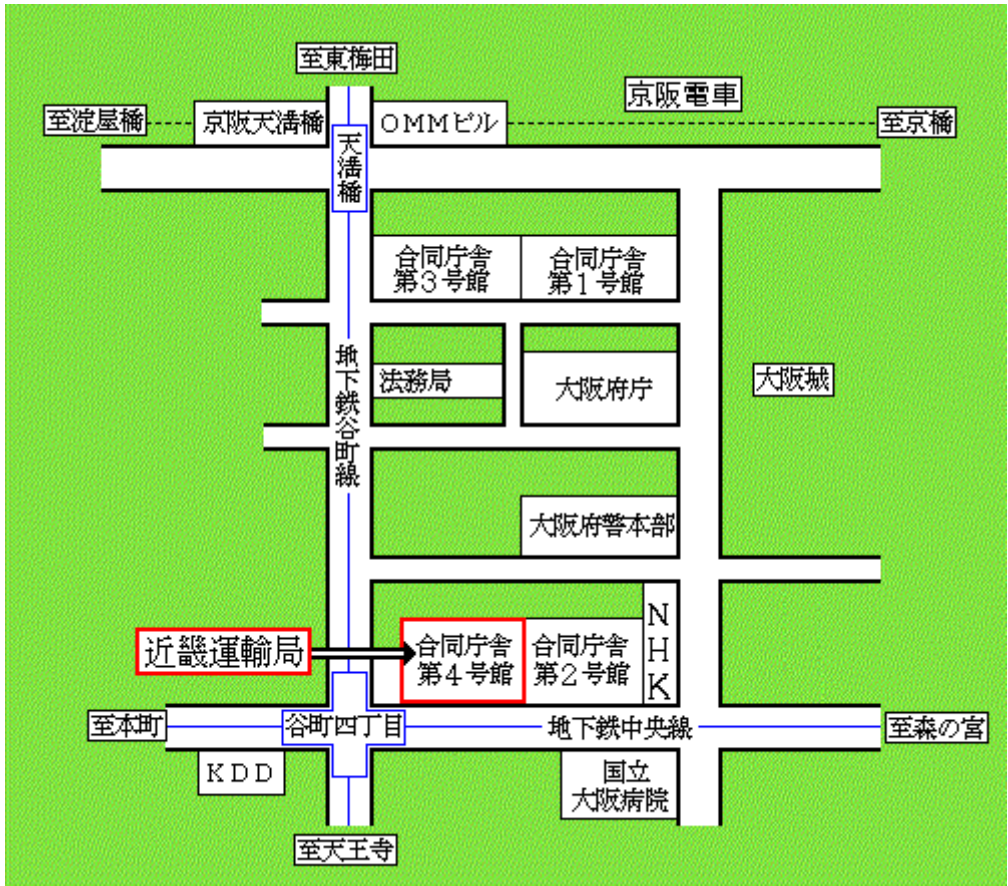 至東梅田
京阪電車
至淀屋橋
京阪天満橋
OMMビル
至京橋
天満橋
合同庁舎
第3号館
合同庁舎
第1号館
地下鉄谷町線
法務局
大阪府庁
大阪城
大阪府警本部
NHK
近畿運輸局
合同庁舎
第4号館
合同庁舎
第2号館
至本町
谷町四丁目
地下鉄中央線
至森の宮
KDD
国立
大阪病院
至天王寺